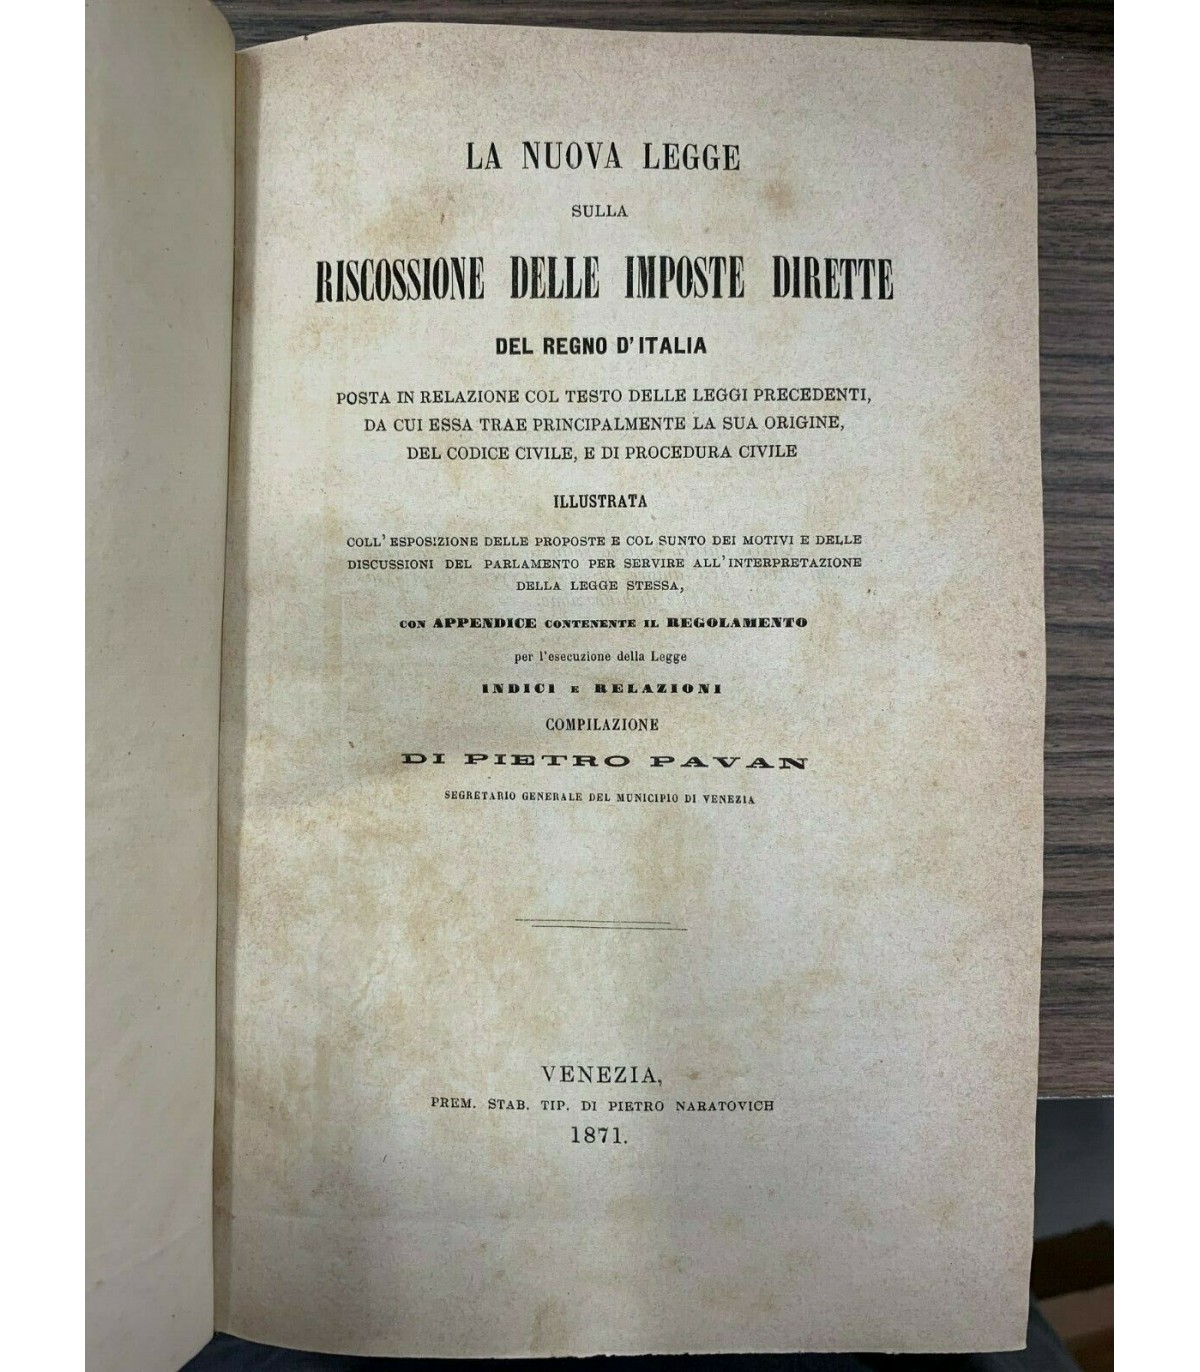 LA NUOVA LEGGE
SULLA
RISCOSSIONE DELLE IMPOSTE DIRETTE
DEL REGNO D'ITALIA
POSTA IN RELAZIONE COL TESTO DELLE LEGGI PRECEDENTI,
DA CUI ESSA TRAE PRINCIPALMENTE LA SUA ORIGINE,
DEL CODICE CIVILE, E DI PROCEDURA CIVILE
ILLUSTRATA
COLL'ESPOSIZIONE DELLE PROPOSTE E COL SUNTO DEI MOTIVI E DELLE
DISCUSSIONI DEL PARLAMENTO PER SERVIRE ALL'INTERPRETAZIONE
DELLA LEGGE STESSA,
CON APPENDICE CONTENENTE IL REGOLAMENTO
per l'esecuzione della Legge
INDICI E RELAZIONI
COMPILAZIONE
DI PIETRO PAVAN
SEGRETARIO GENERALE DEL MUNICIPIO DI VENEZIA
VENEZIA,
PREM. STAB. TIP. DI PIETRO NARATOVICH
1871.